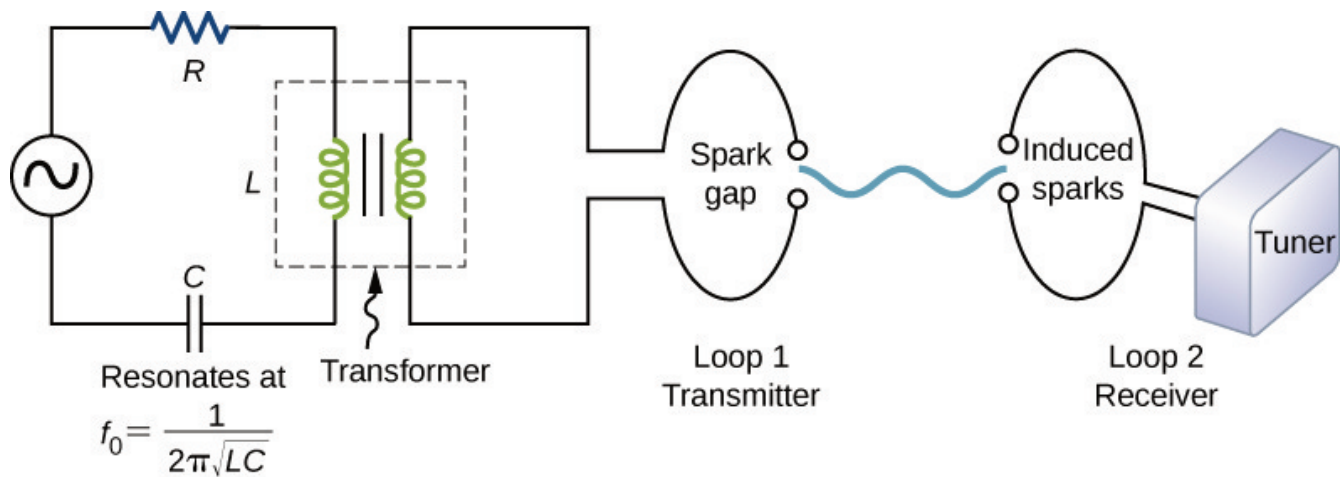 R
L
C
Resonates at
f₀ = 1 / 2π√LC
Transformer
Spark
gap
Loop 1
Transmitter
Induced
sparks
Tuner
Loop 2
Receiver